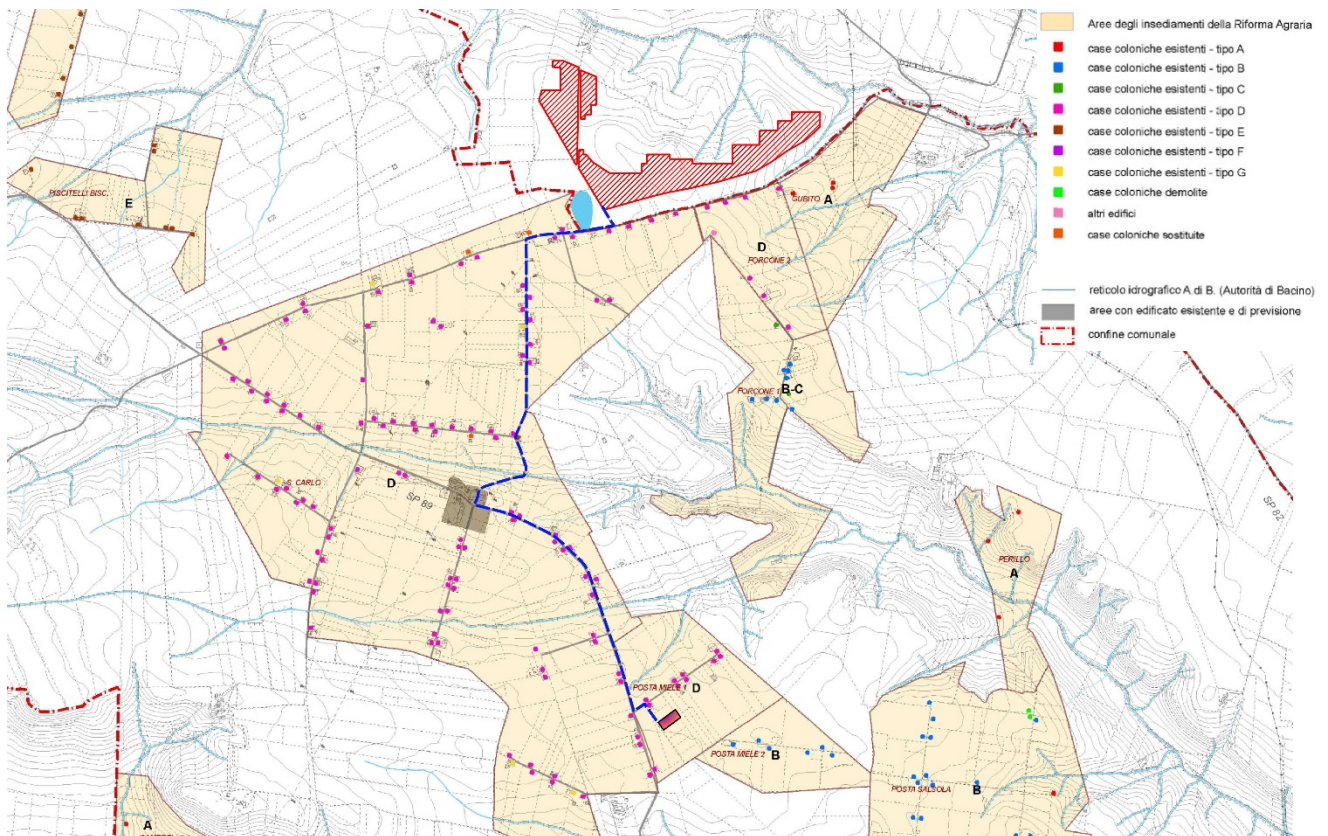 Aree degli insediamenti della Riforma Agraria
case coloniche esistenti - tipo A
case coloniche esistenti - tipo B
case coloniche esistenti - tipo C
case coloniche esistenti - tipo D
case coloniche esistenti - tipo E
case coloniche esistenti - tipo F
case coloniche esistenti - tipo G
case coloniche demolite
altri edifici
case coloniche sostituite
reticolo idrografico A di B. (Autorità di Bacino)
aree con edificato esistente e di previsione
confine comunale
PISCITELLI BISC.
E
A
D
FORCONE 2
B-C
S. CARLO
D
SP 89
SP 82
PERILLO
A
POSTA MIELE 1
D
POSTA MIELE 2
B
POSTA SALSOLA
B
A